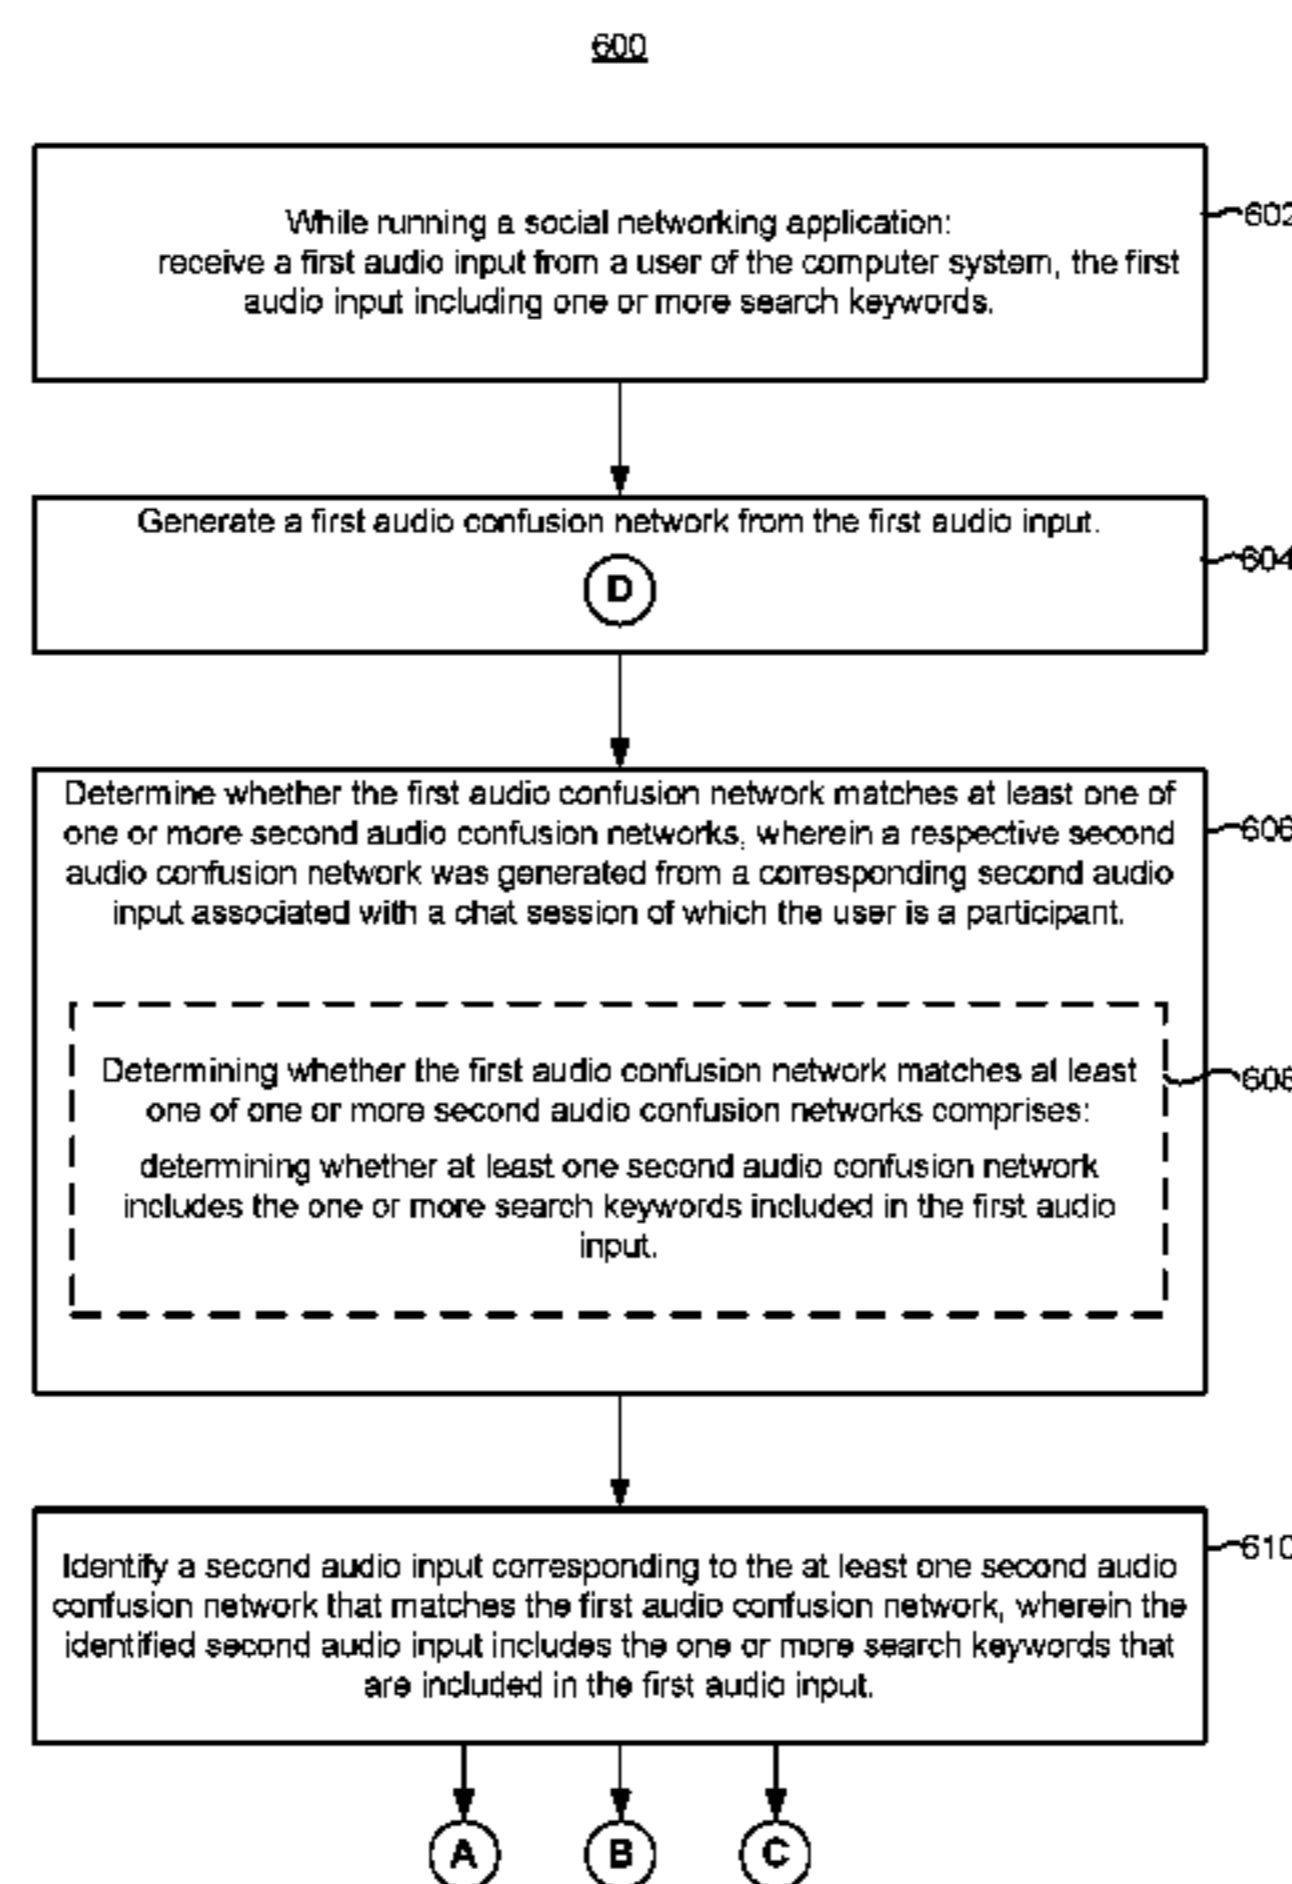 600
While running a social networking application:
receive a first audio input from a user of the computer system, the first
audio input including one or more search keywords.
602
Generate a first audio confusion network from the first audio input.
604
D
Determine whether the first audio confusion network matches at least one of
one or more second audio confusion networks, wherein a respective second
audio confusion network was generated from a corresponding second audio
input associated with a chat session of which the user is a participant.
606
Determining whether the first audio confusion network matches at least
one of one or more second audio confusion networks comprises:
608
determining whether at least one second audio confusion network
includes the one or more search keywords included in the first audio
input.
Identify a second audio input corresponding to the at least one second audio
confusion network that matches the first audio confusion network, wherein the
identified second audio input includes the one or more search keywords that
are included in the first audio input.
610
A
B
C